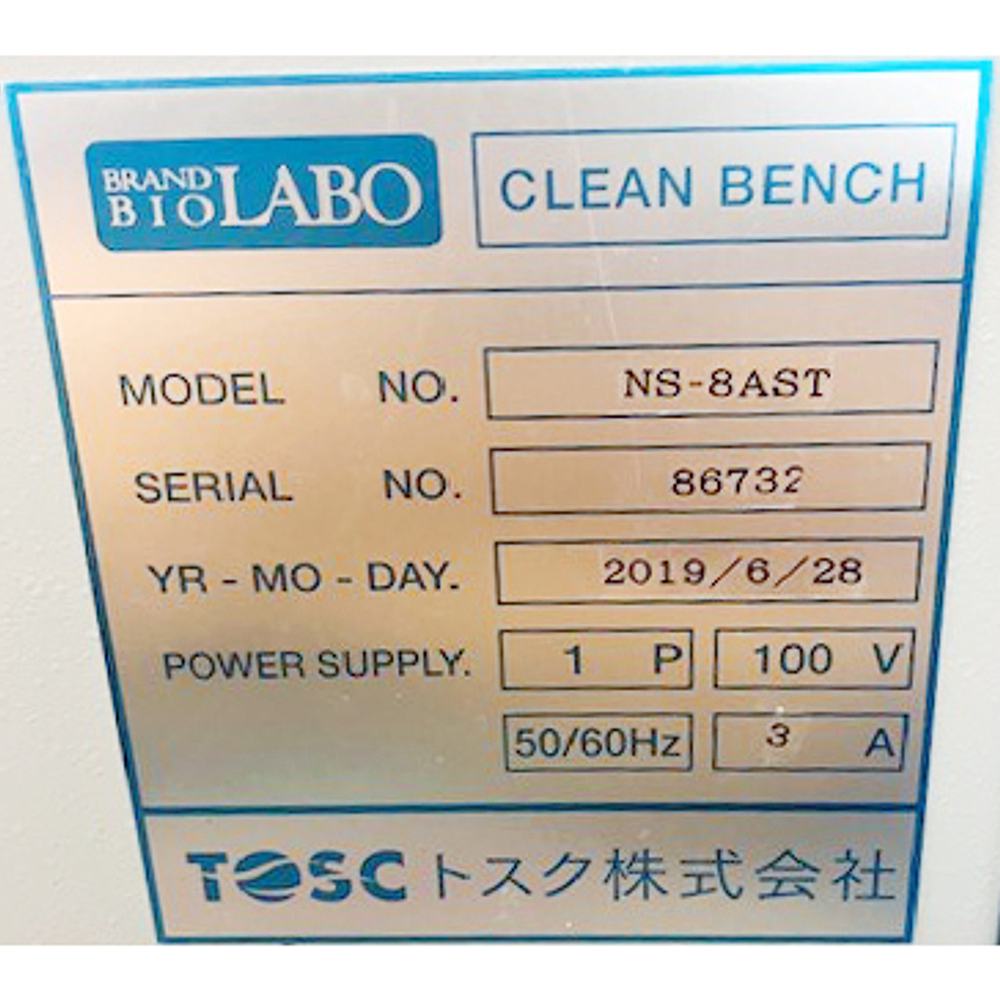 BRAND BIO LABO CLEAN BENCH
MODEL NO. NS-8AST
SERIAL NO. 86732
YR - MO - DAY. 2019/6/28
POWER SUPPLY. 1 P 100 V
50/60Hz 3 A
TOSC トスク株式会社